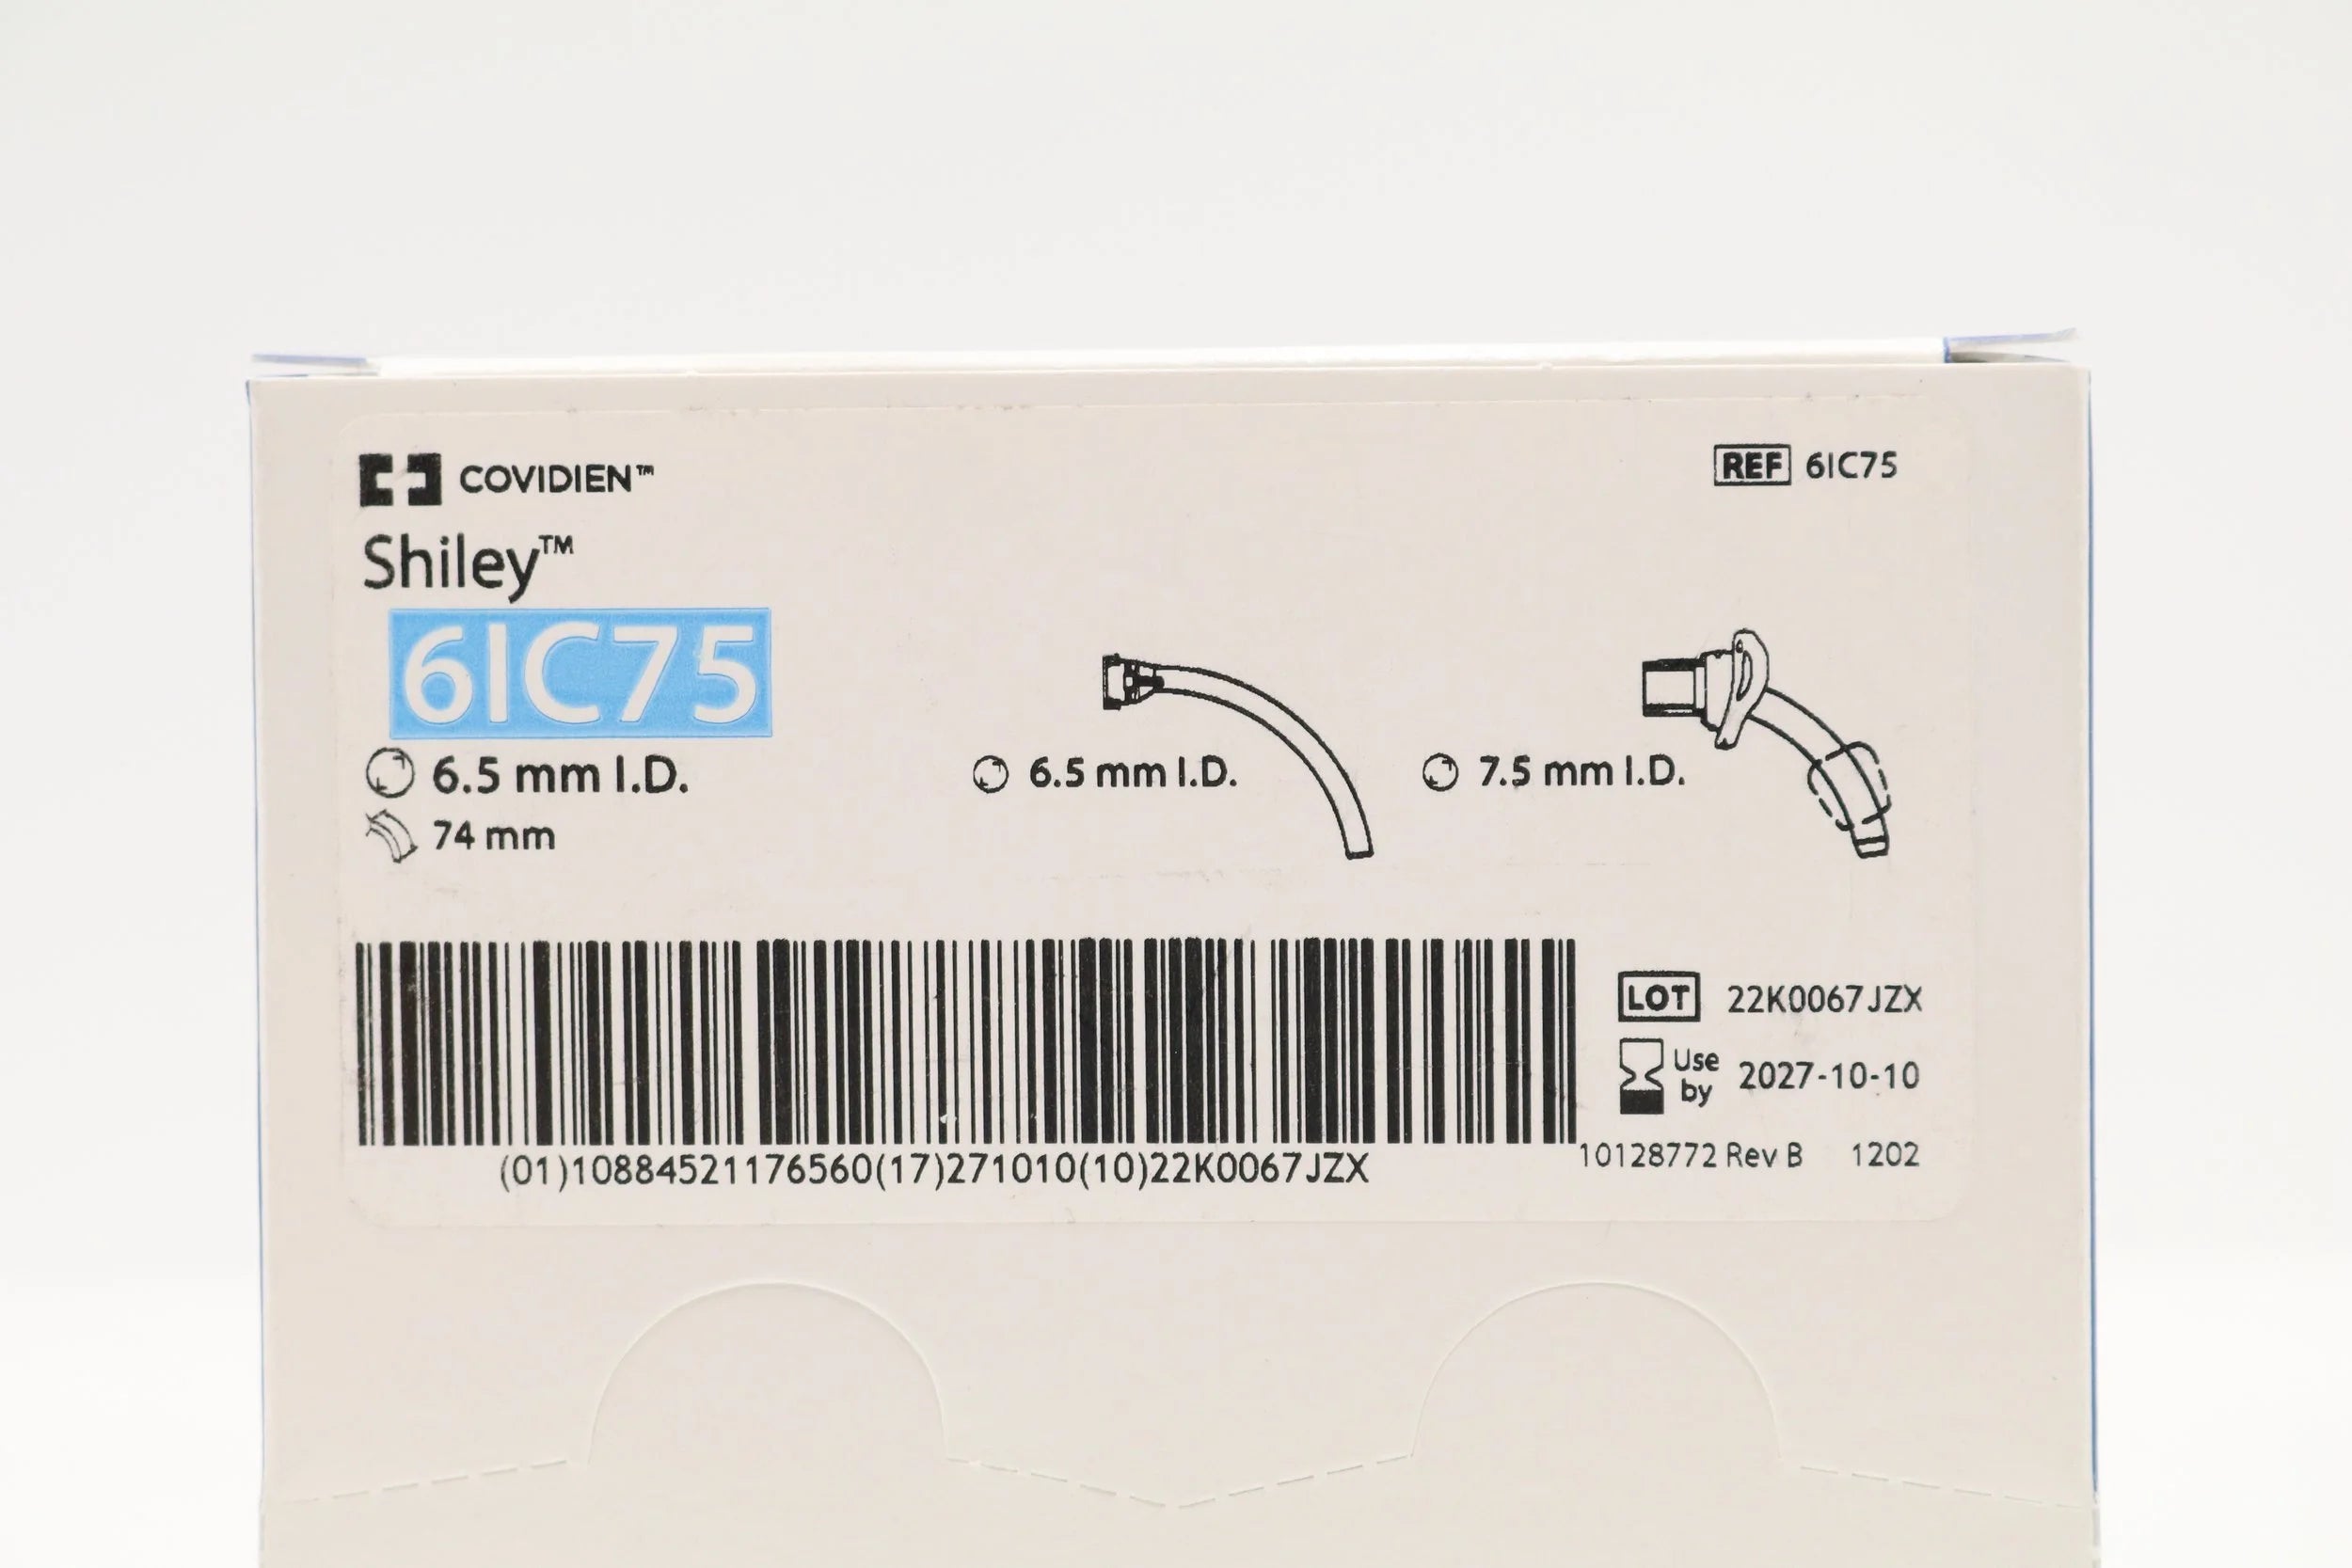 COVIDIEN™
REF 6IC75
Shiley™
6IC75
6.5 mm I.D.
74 mm
6.5 mm I.D.
7.5 mm I.D.
LOT 22K0067JZX
Use by 2027-10-10
(01)10884521176560(17)271010(10)22K0067JZX
10128772 Rev B 1202